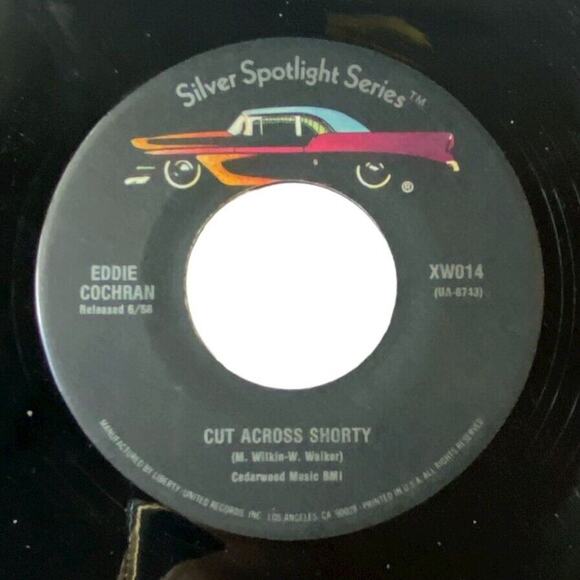 Silver Spotlight Series™
®
EDDIE
COCHRAN
Released 6/58
XW014
(UA-6743)
CUT ACROSS SHORTY
(M. Wilkin-W. Walker)
Cedarwood Music BMI
MANUFACTURED BY LIBERTY/UNITED RECORDS, INC. LOS ANGELES, CA 90028 · PRINTED IN U.S.A. ALL RIGHTS RESERVED